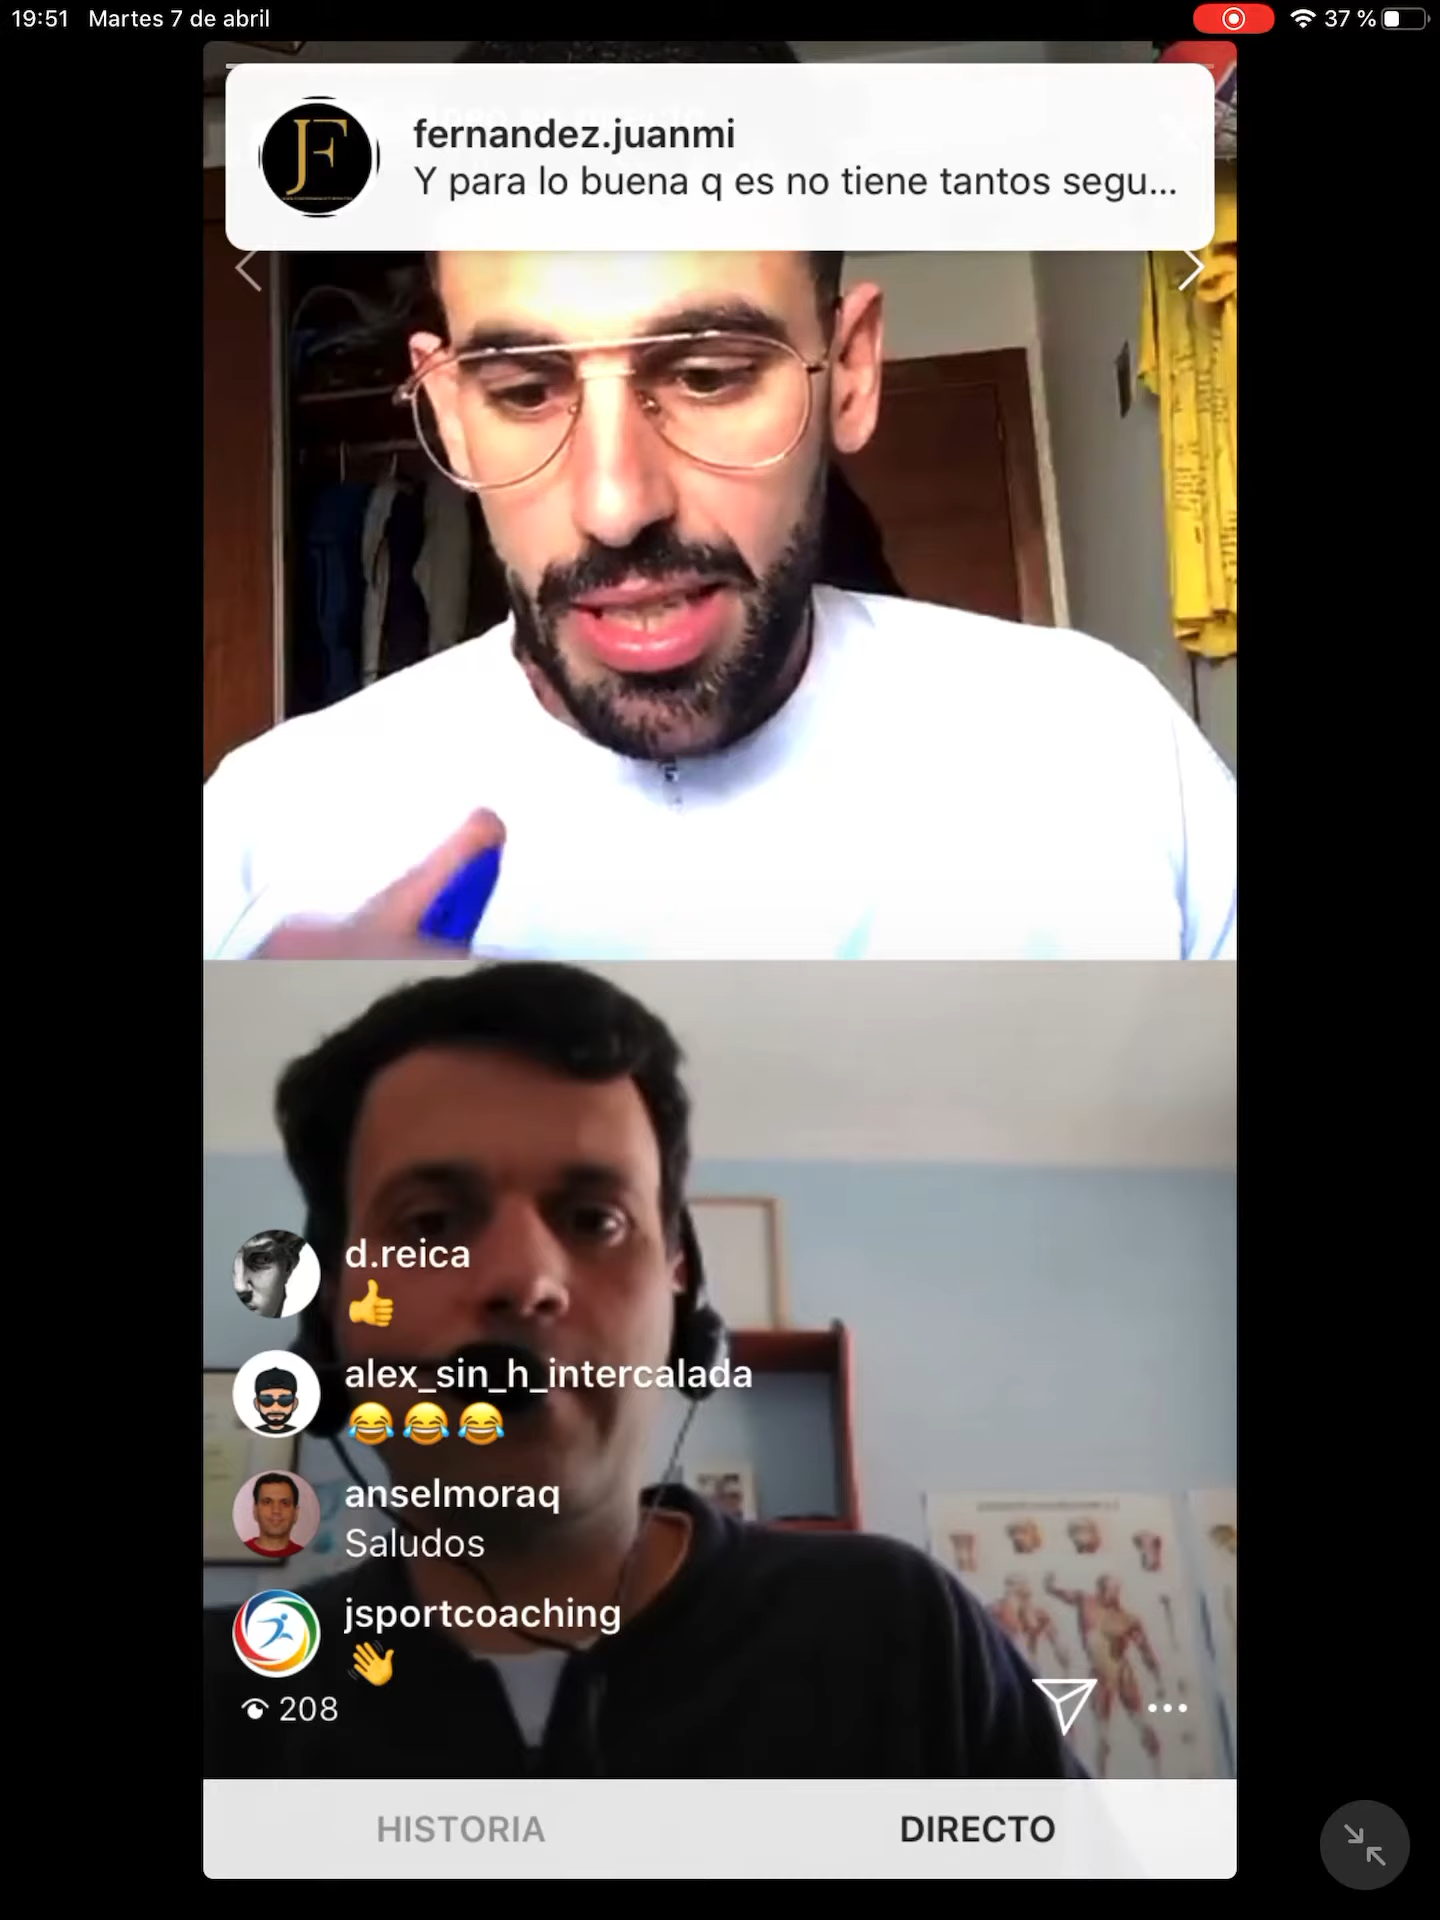 19:51 Martes 7 de abril
37 %
JF
fernandez.juanmi
Y para lo buena q es no tiene tantos segu...
d.reica
alex_sin_h_intercalada
anselmoraq
Saludos
jsportcoaching
208
HISTORIA
DIRECTO